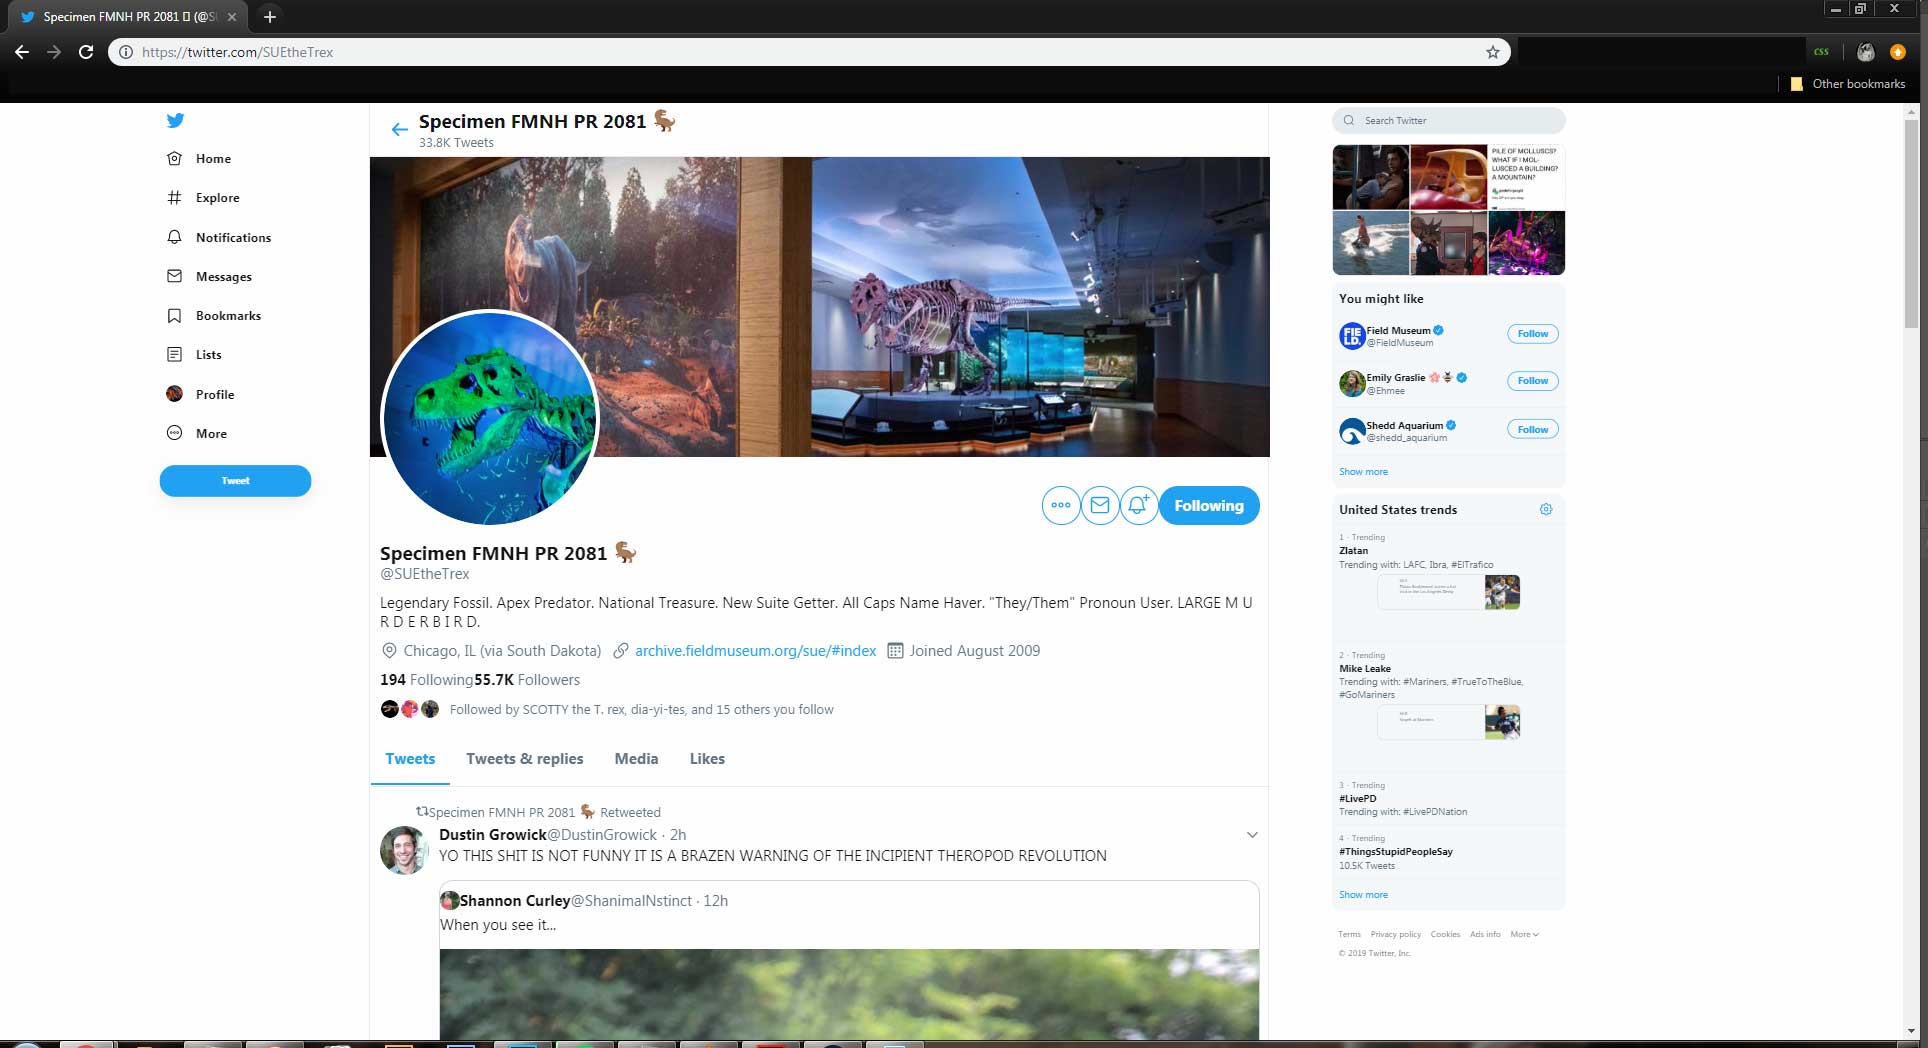 Specimen FMNH PR 2081 ▯ (@SU
https://twitter.com/SUEtheTrex
CSS
Other bookmarks
Home
Explore
Notifications
Messages
Bookmarks
Lists
Profile
More
Tweet
Specimen FMNH PR 2081 🦖
33.8K Tweets
Following
Specimen FMNH PR 2081 🦖
@SUEtheTrex
Legendary Fossil. Apex Predator. National Treasure. New Suite Getter. All Caps Name Haver. "They/Them" Pronoun User. LARGE M U
R D E R B I R D.
Chicago, IL (via South Dakota) archive.fieldmuseum.org/sue/#index Joined August 2009
194 Following55.7K Followers
Followed by SCOTTY the T. rex, dia-yi-tes, and 15 others you follow
Tweets Tweets & replies Media Likes
Specimen FMNH PR 2081 🦖 Retweeted
Dustin Growick@DustinGrowick · 2h
YO THIS SHIT IS NOT FUNNY IT IS A BRAZEN WARNING OF THE INCIPIENT THEROPOD REVOLUTION
Shannon Curley@ShanimalNstinct · 12h
When you see it...
Search Twitter
PILE OF MOLLUSCS?
WHAT IF I MOL-
LUSCED A BUILDING?
A MOUNTAIN?
You might like
FIE
LD.
Field Museum
@FieldMuseum
Follow
Emily Graslie 🌸 🐝
@Ehmee
Follow
Shedd Aquarium
@shedd_aquarium
Follow
Show more
United States trends
1 · Trending
Zlatan
Trending with: LAFC, Ibra, #ElTrafico
2 · Trending
Mike Leake
Trending with: #Mariners, #TrueToTheBlue,
#GoMariners
3 · Trending
#LivePD
Trending with: #LivePDNation
4 · Trending
#ThingsStupidPeopleSay
10.5K Tweets
Show more
Terms Privacy policy Cookies Ads info More
© 2019 Twitter, Inc.